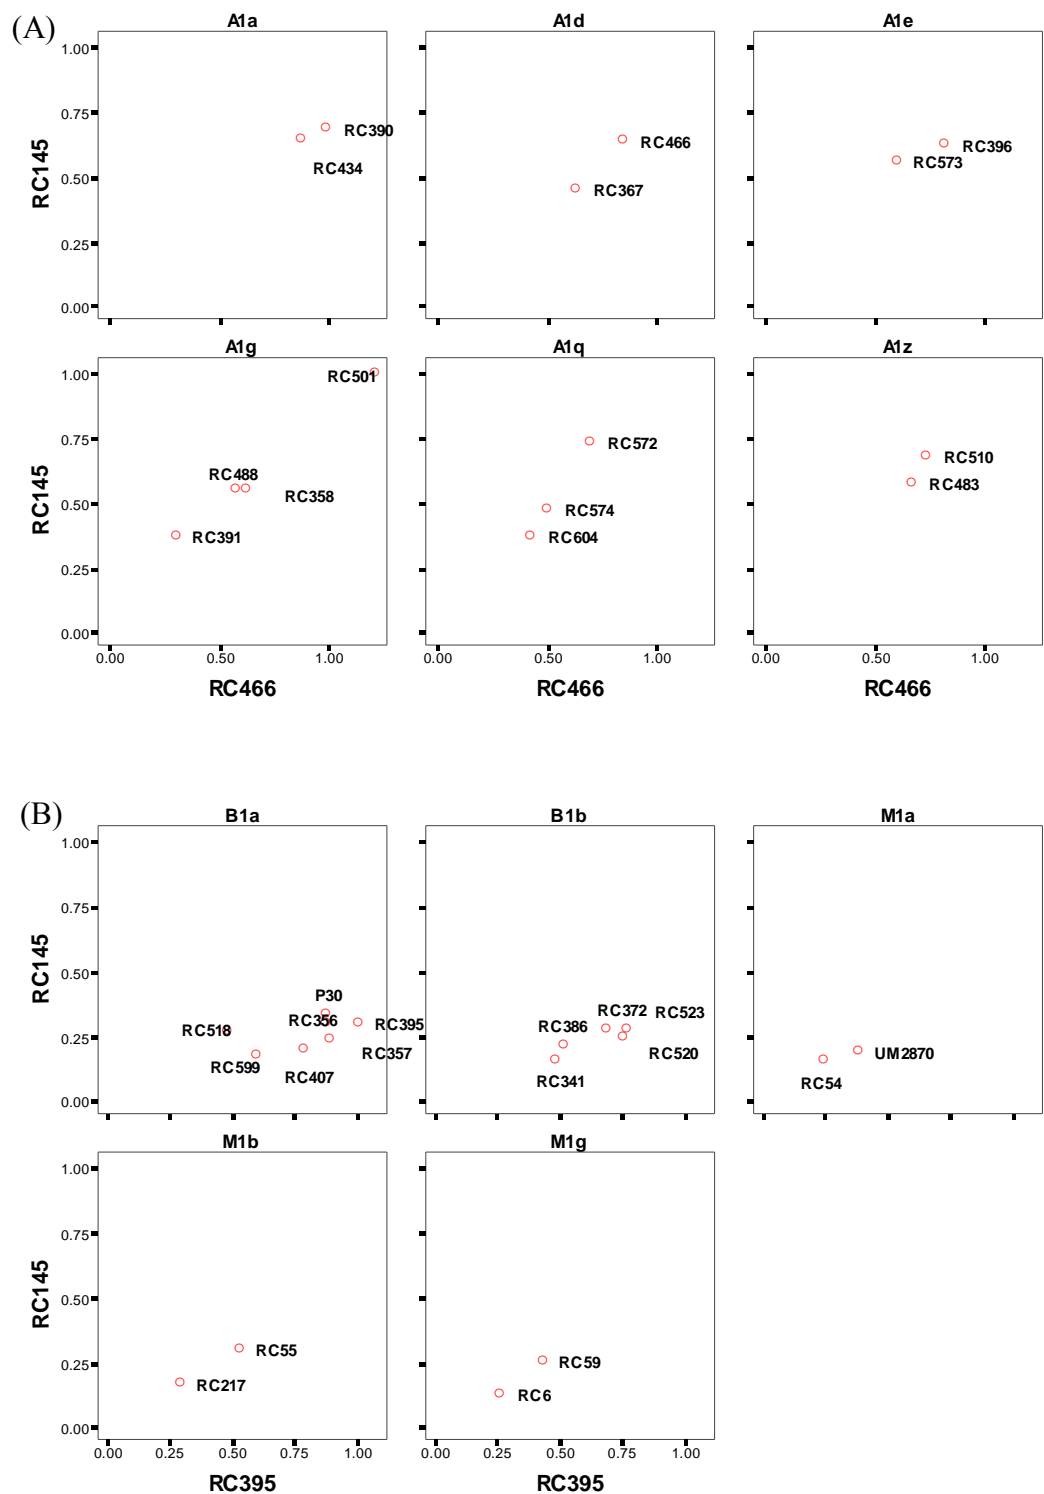 (A)
A1a
A1d
A1e
1.00
0.75
0.50
0.25
0.00
RC145
RC390
RC434
RC466
RC367
RC396
RC573
A1g
A1q
A1z
1.00
0.75
0.50
0.25
0.00
RC145
RC501
RC488
RC358
RC391
RC572
RC574
RC604
RC510
RC483
0.00 0.50 1.00
0.00 0.50 1.00
0.00 0.50 1.00
RC466
RC466
RC466
(B)
B1a
B1b
M1a
1.00
0.75
0.50
0.25
0.00
RC145
P30
RC518
RC356
RC395
RC357
RC599
RC407
RC372
RC523
RC386
RC520
RC341
UM2870
RC54
M1b
M1g
1.00
0.75
0.50
0.25
0.00
RC145
RC55
RC217
RC59
RC6
0.00 0.25 0.50 0.75 1.00
0.00 0.25 0.50 0.75 1.00
RC395
RC395